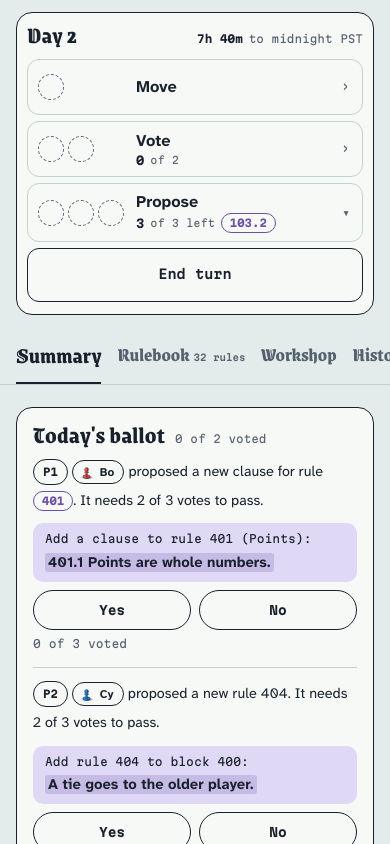 Day 2
7h 40m to midnight PST
Move
Vote
0 of 2
Propose
3 of 3 left 103.2
End turn
Summary Rulebook 32 rules Workshop Histo
Today's ballot 0 of 2 voted
P1 Bo proposed a new clause for rule
401. It needs 2 of 3 votes to pass.
Add a clause to rule 401 (Points):
401.1 Points are whole numbers.
Yes No
0 of 3 voted
P2 Cy proposed a new rule 404. It needs
2 of 3 votes to pass.
Add rule 404 to block 400:
A tie goes to the older player.
Yes No